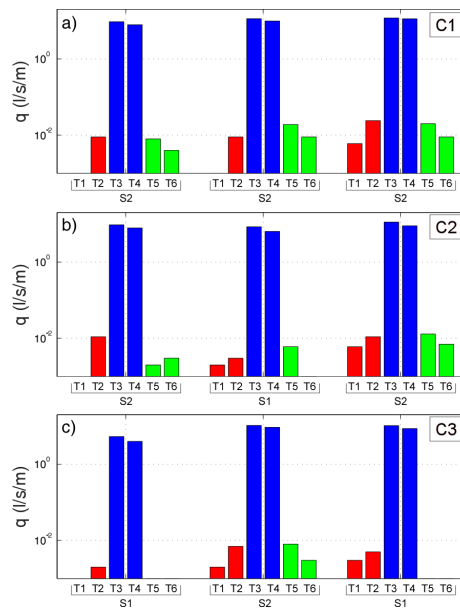 a) C1
q (l/s/m)
10^0
10^-2
T1 T2 T3 T4 T5 T6 T1 T2 T3 T4 T5 T6 T1 T2 T3 T4 T5 T6
S2 S2 S2
b) C2
q (l/s/m)
10^0
10^-2
T1 T2 T3 T4 T5 T6 T1 T2 T3 T4 T5 T6 T1 T2 T3 T4 T5 T6
S2 S1 S2
c) C3
q (l/s/m)
10^0
10^-2
T1 T2 T3 T4 T5 T6 T1 T2 T3 T4 T5 T6 T1 T2 T3 T4 T5 T6
S1 S2 S1